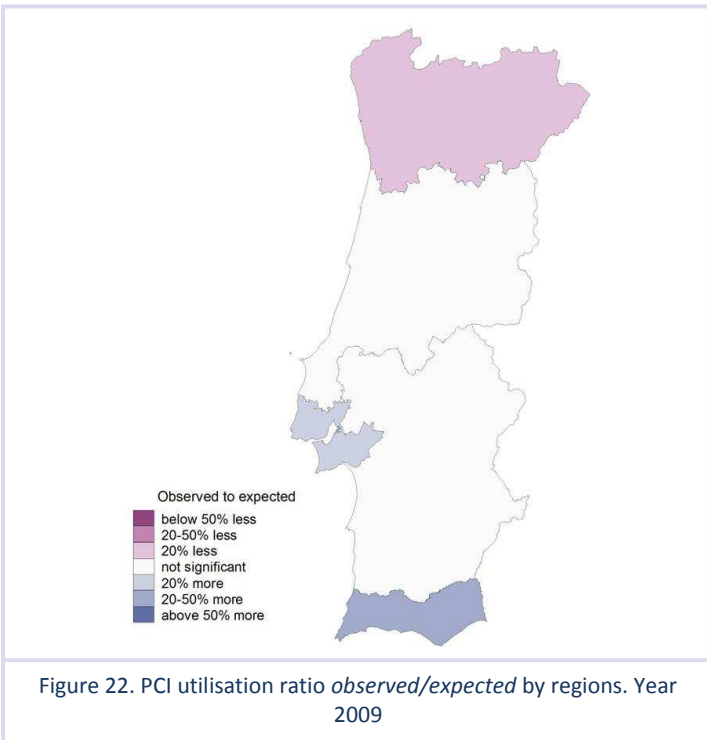 Observed to expected
below 50% less
20-50% less
20% less
not significant
20% more
20-50% more
above 50% more
Figure 22. PCI utilisation ratio observed/expected by regions. Year
2009